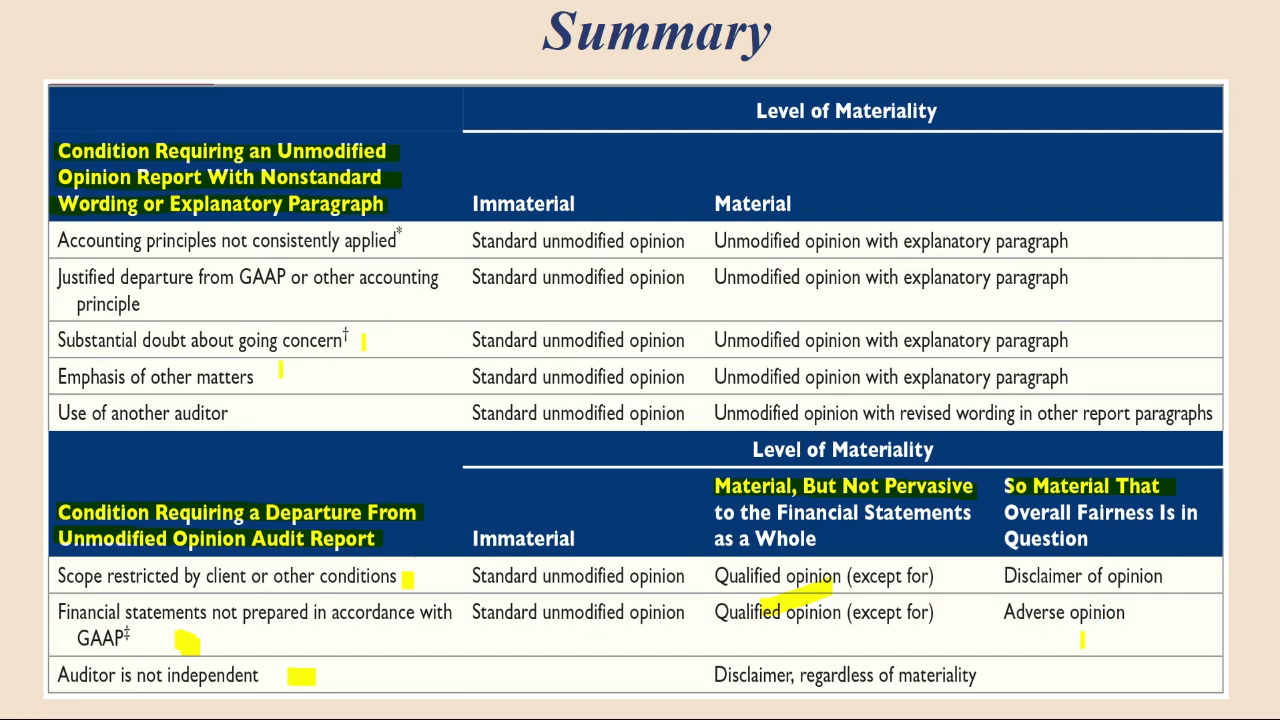 Summary
Level of Materiality
Condition Requiring an Unmodified
Opinion Report With Nonstandard
Wording or Explanatory Paragraph Immaterial Material
Accounting principles not consistently applied* Standard unmodified opinion Unmodified opinion with explanatory paragraph
Justified departure from GAAP or other accounting Standard unmodified opinion Unmodified opinion with explanatory paragraph
principle
Substantial doubt about going concern† Standard unmodified opinion Unmodified opinion with explanatory paragraph
Emphasis of other matters Standard unmodified opinion Unmodified opinion with explanatory paragraph
Use of another auditor Standard unmodified opinion Unmodified opinion with revised wording in other report paragraphs
Level of Materiality
Material, But Not Pervasive So Material That
Condition Requiring a Departure From to the Financial Statements Overall Fairness Is in
Unmodified Opinion Audit Report Immaterial as a Whole Question
Scope restricted by client or other conditions Standard unmodified opinion Qualified opinion (except for) Disclaimer of opinion
Financial statements not prepared in accordance with Standard unmodified opinion Qualified opinion (except for) Adverse opinion
GAAP‡
Auditor is not independent Disclaimer, regardless of materiality